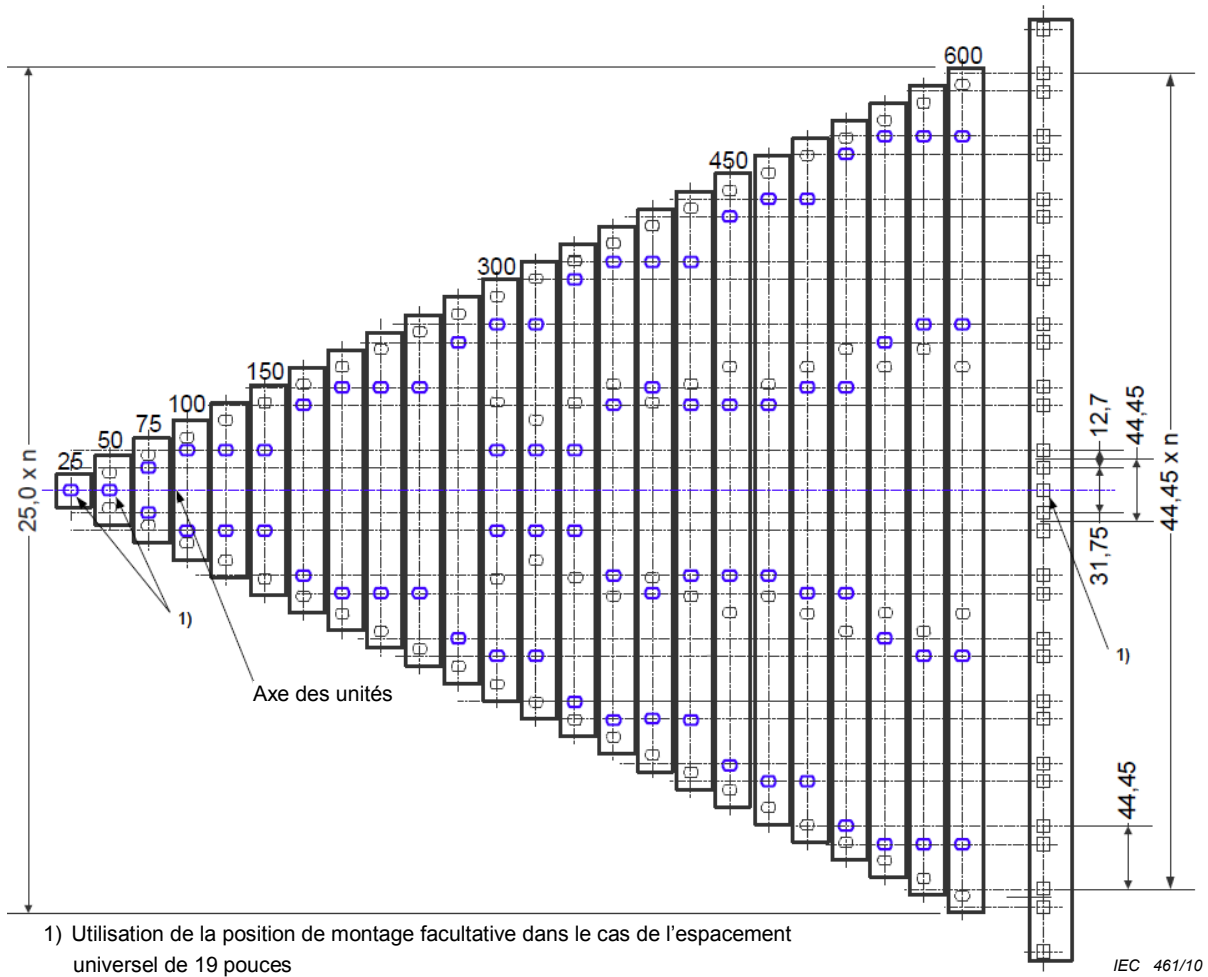 600
450
300
150
100
75
50
25
25,0 x n
12,7
44,45
44,45 x n
31,75
1)
1)
Axe des unités
44,45
1) Utilisation de la position de montage facultative dans le cas de l’espacement
universel de 19 pouces
IEC 461/10